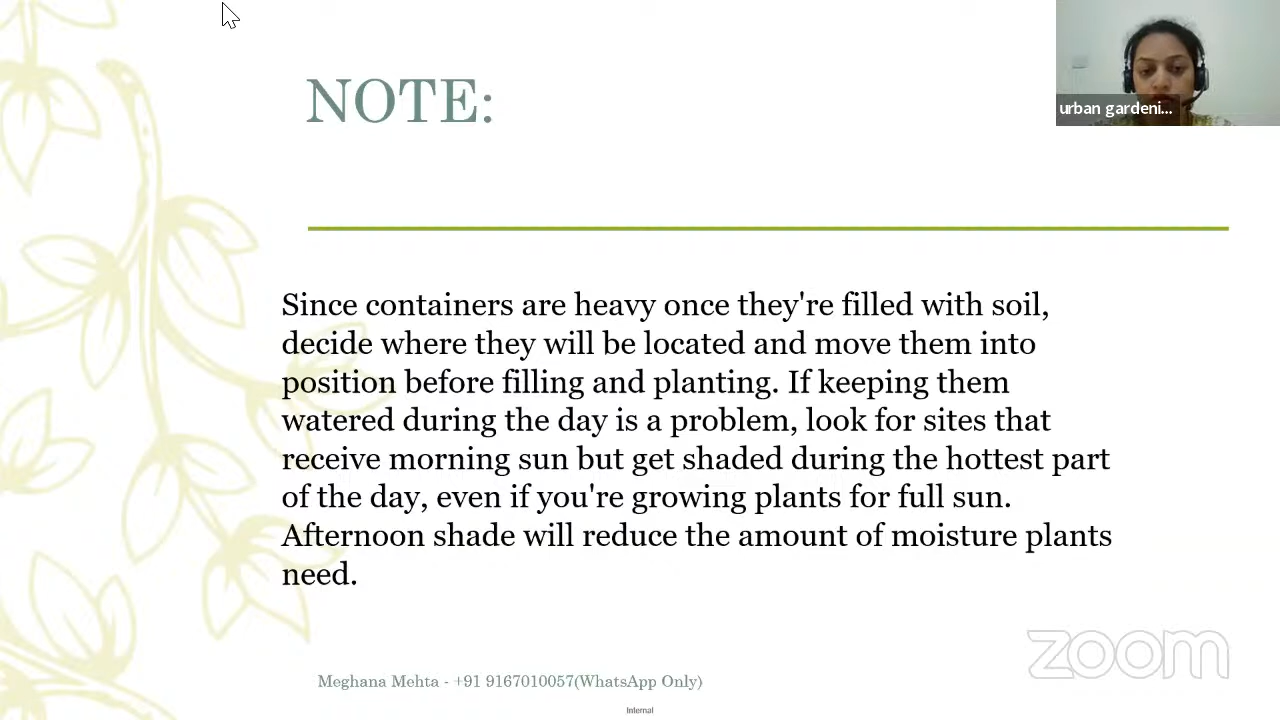 NOTE:
urban gardeni...
Since containers are heavy once they're filled with soil,
decide where they will be located and move them into
position before filling and planting. If keeping them
watered during the day is a problem, look for sites that
receive morning sun but get shaded during the hottest part
of the day, even if you're growing plants for full sun.
Afternoon shade will reduce the amount of moisture plants
need.
zoom
Meghana Mehta - +91 9167010057(WhatsApp Only)
Internal